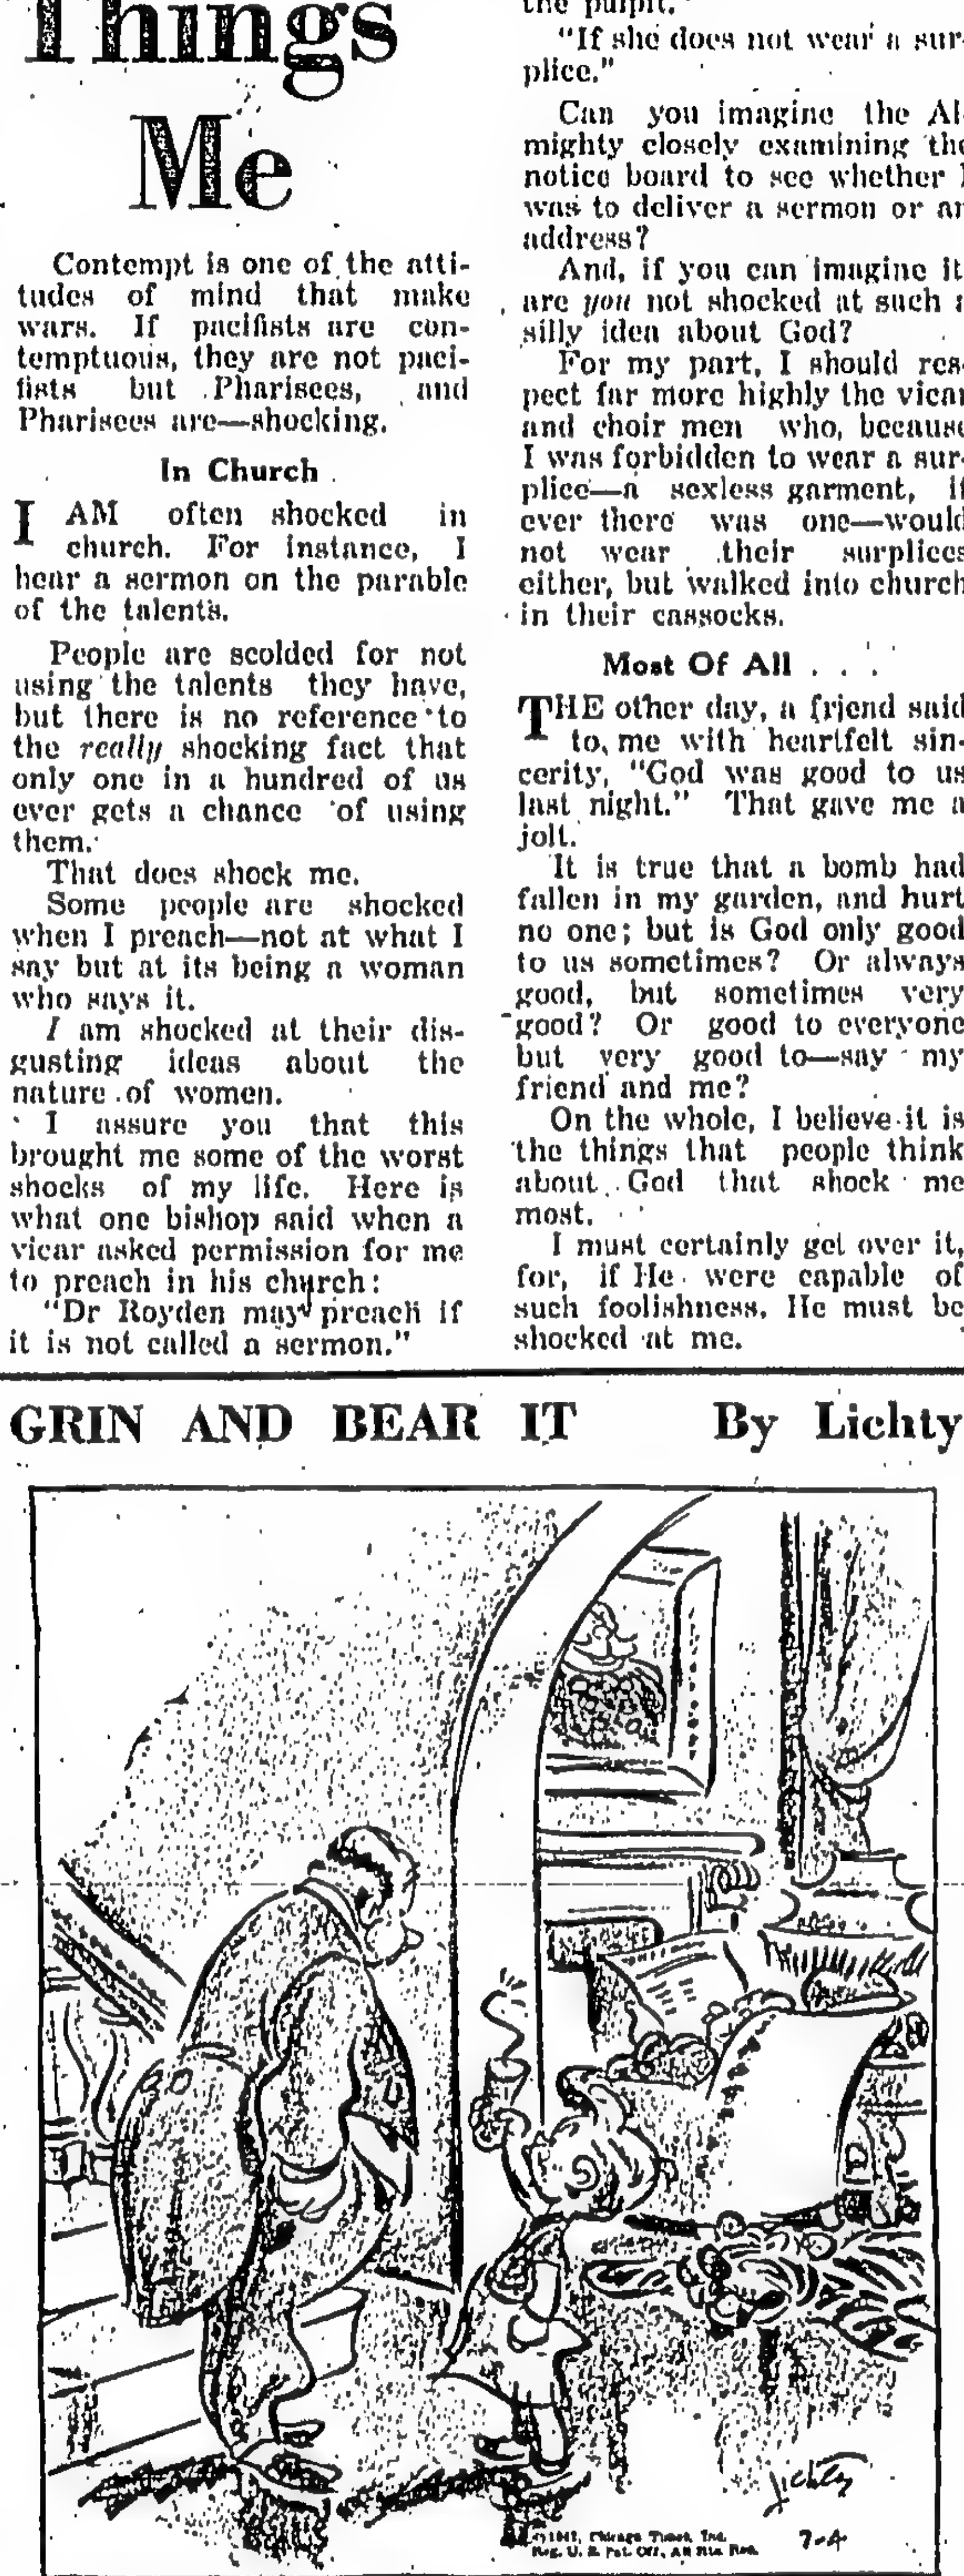 Things
Me
Contempt is one of the atti-
tudes of mind that make
wars. If pacifists are con-
temptuous, they are not paci-
fists but Pharisees, and
Pharisees are—shocking.
In Church
I AM often shocked in
church. For instance, I
hear a sermon on the parable
of the talents.
People are scolded for not
using the talents they have,
but there is no reference to
the really shocking fact that
only one in a hundred of us
ever gets a chance of using
them.
That does shock me.
Some people are shocked
when I preach—not at what I
say but at its being a woman
who says it.
I am shocked at their dis-
gusting ideas about the
nature of women.
I assure you that this
brought me some of the worst
shocks of my life. Here is
what one bishop said when a
vicar asked permission for me
to preach in his church:
"Dr Royden may preach if
it is not called a sermon."
the pulpit."
"If she does not wear a sur-
plice."
Can you imagine the Al-
mighty closely examining the
notice board to see whether I
was to deliver a sermon or an
address?
And, if you can imagine it,
are you not shocked at such a
silly idea about God?
For my part, I should res-
pect far more highly the vicar
and choir men who, because
I was forbidden to wear a sur-
plice—a sexless garment, if
ever there was one—would
not wear their surplices
either, but walked into church
in their cassocks.
Most Of All . . .
THE other day, a friend said
to me with heartfelt sin-
cerity, "God was good to us
last night." That gave me a
jolt.
It is true that a bomb had
fallen in my garden, and hurt
no one; but is God only good
to us sometimes? Or always
good, but sometimes very
good? Or good to everyone
but very good to—say my
friend and me?
On the whole, I believe it is
the things that people think
about God that shock me
most.
I must certainly get over it,
for, if He were capable of
such foolishness, He must be
shocked at me.
GRIN AND BEAR IT By Lichty
Lichty
7-4
Chicago Times, Inc.
Reg. U. S. Pat. Off., All Rts. Res.